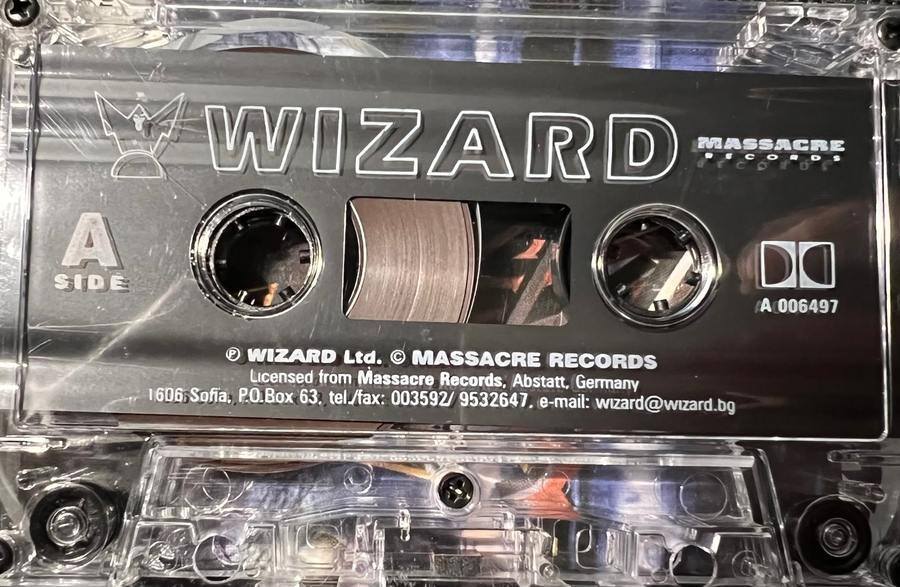 WIZARD
MASSACRE
RECORDS
A
SIDE
A 006497
℗ WIZARD Ltd. © MASSACRE RECORDS
Licensed from Massacre Records, Abstatt, Germany
1606, Sofia, P.O.Box 63, tel./fax: 003592/ 9532647, e-mail: wizard@wizard.bg